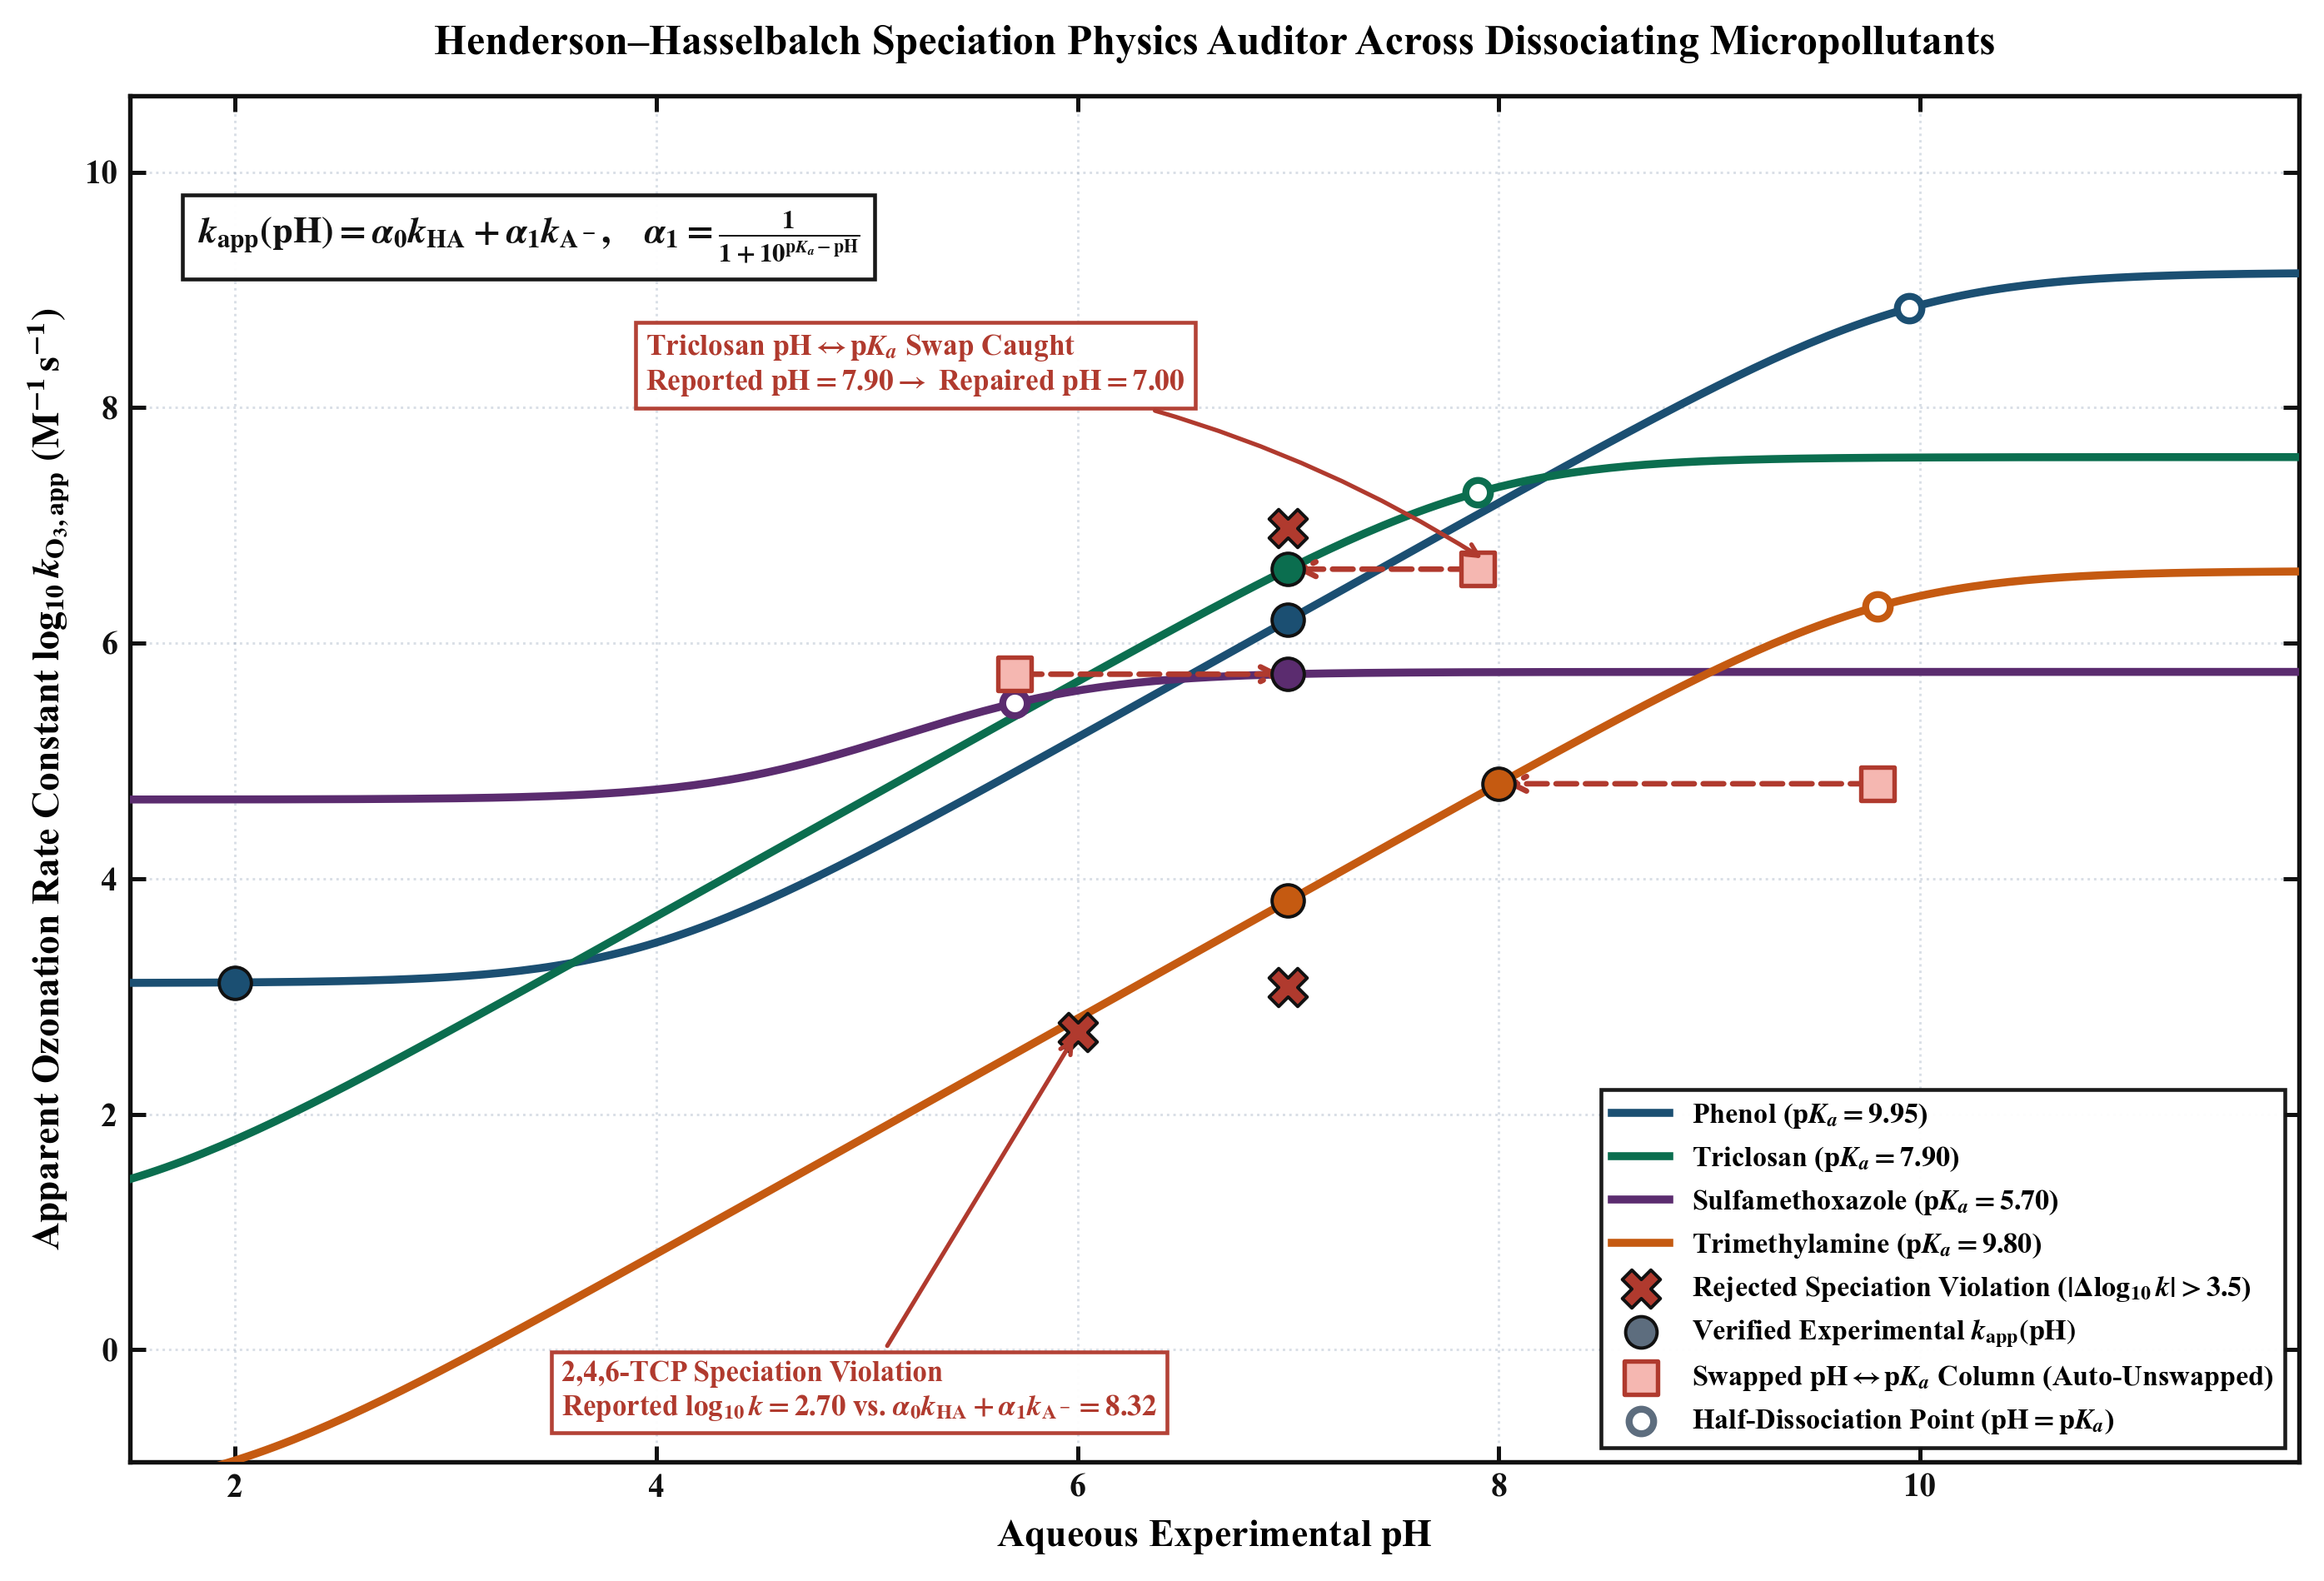 Henderson–Hasselbalch Speciation Physics Auditor Across Dissociating Micropollutants
Apparent Ozonation Rate Constant log₁₀ k_O₃,app (M⁻¹ s⁻¹)
10
8
6
4
2
0
k_app(pH) = α₀k_HA + α₁k_A⁻, α₁ = 1 / (1 + 10^(pKₐ − pH))
Triclosan pH ↔ pKₐ Swap Caught
Reported pH = 7.90 → Repaired pH = 7.00
2,4,6-TCP Speciation Violation
Reported log₁₀ k = 2.70 vs. α₀k_HA + α₁k_A⁻ = 8.32
Phenol (pKₐ = 9.95)
Triclosan (pKₐ = 7.90)
Sulfamethoxazole (pKₐ = 5.70)
Trimethylamine (pKₐ = 9.80)
Rejected Speciation Violation (|Δlog₁₀ k| > 3.5)
Verified Experimental k_app(pH)
Swapped pH ↔ pKₐ Column (Auto-Unswapped)
Half-Dissociation Point (pH = pKₐ)
2 4 6 8 10
Aqueous Experimental pH